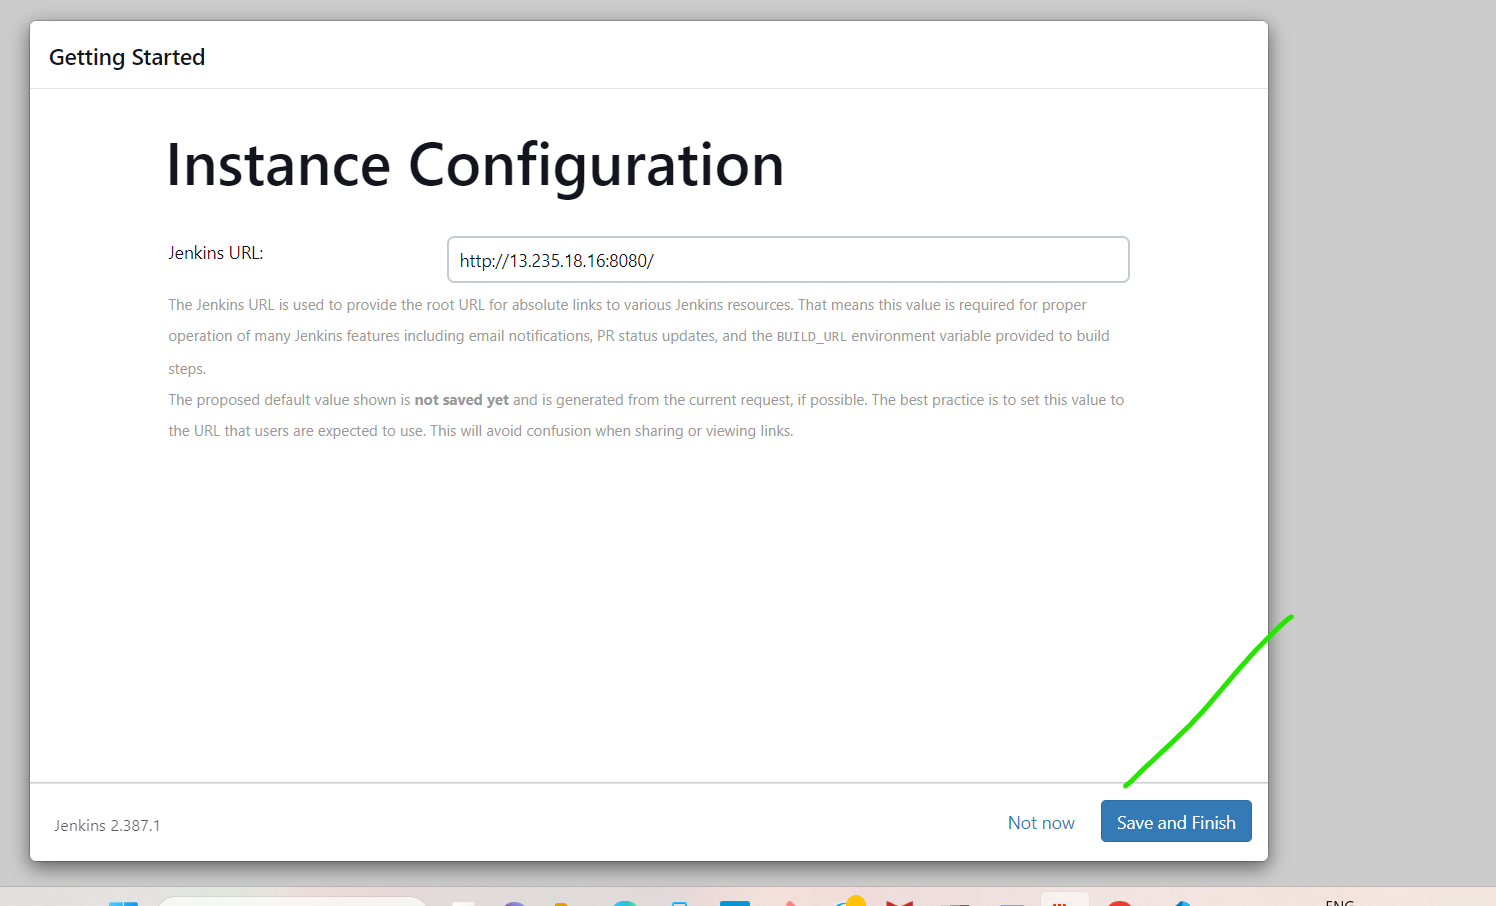 Getting Started
Instance Configuration
Jenkins URL:
http://13.235.18.16:8080/
The Jenkins URL is used to provide the root URL for absolute links to various Jenkins resources. That means this value is required for proper
operation of many Jenkins features including email notifications, PR status updates, and the BUILD_URL environment variable provided to build
steps.
The proposed default value shown is not saved yet and is generated from the current request, if possible. The best practice is to set this value to
the URL that users are expected to use. This will avoid confusion when sharing or viewing links.
Jenkins 2.387.1
Not now
Save and Finish
ENG